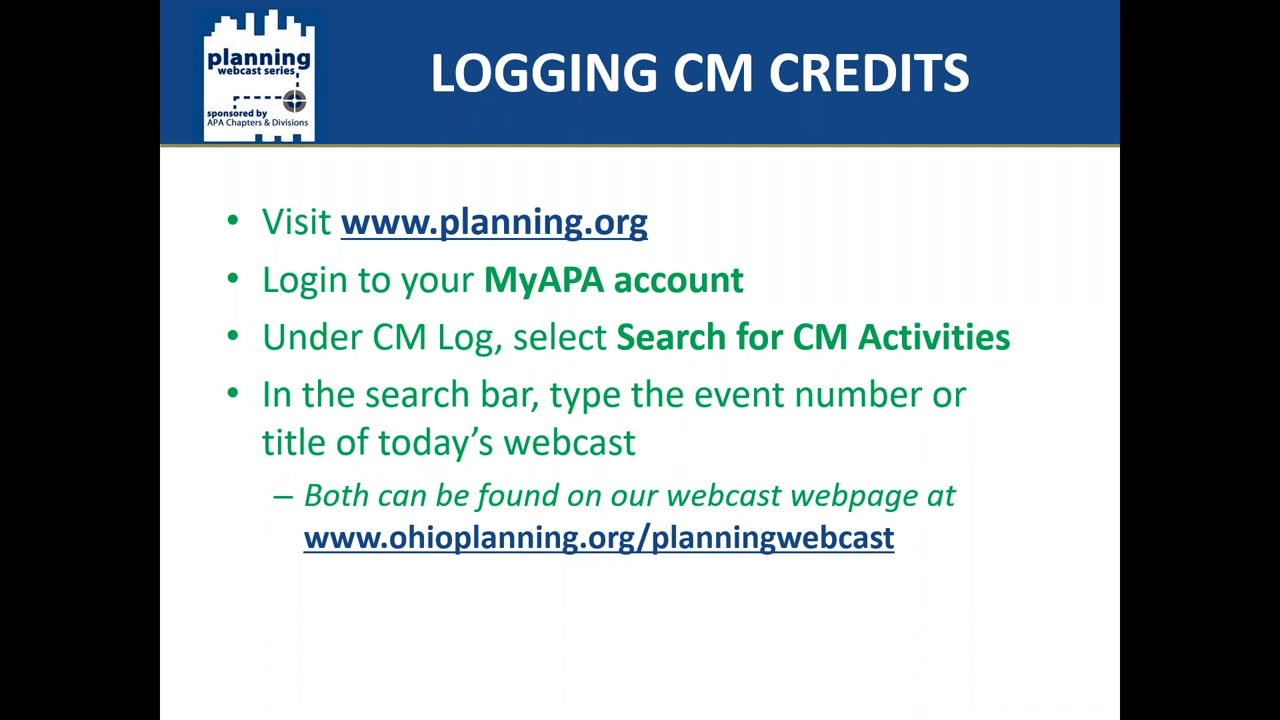 planning
webcast series
sponsored by
APA Chapters & Divisions
LOGGING CM CREDITS
• Visit www.planning.org
• Login to your MyAPA account
• Under CM Log, select Search for CM Activities
• In the search bar, type the event number or
title of today’s webcast
– Both can be found on our webcast webpage at
www.ohioplanning.org/planningwebcast